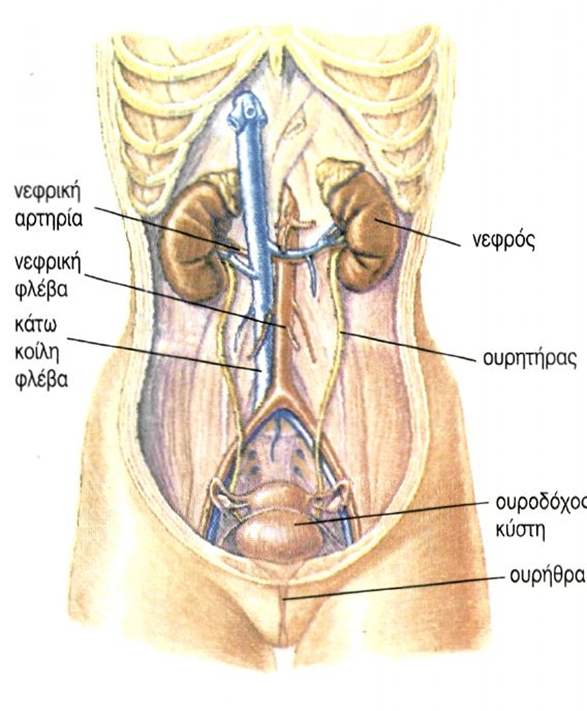 νεφρική
αρτηρία
νεφρική
φλέβα
κάτω
κοίλη
φλέβα
νεφρός
ουρητήρας
ουροδόχος
κύστη
ουρήθρα